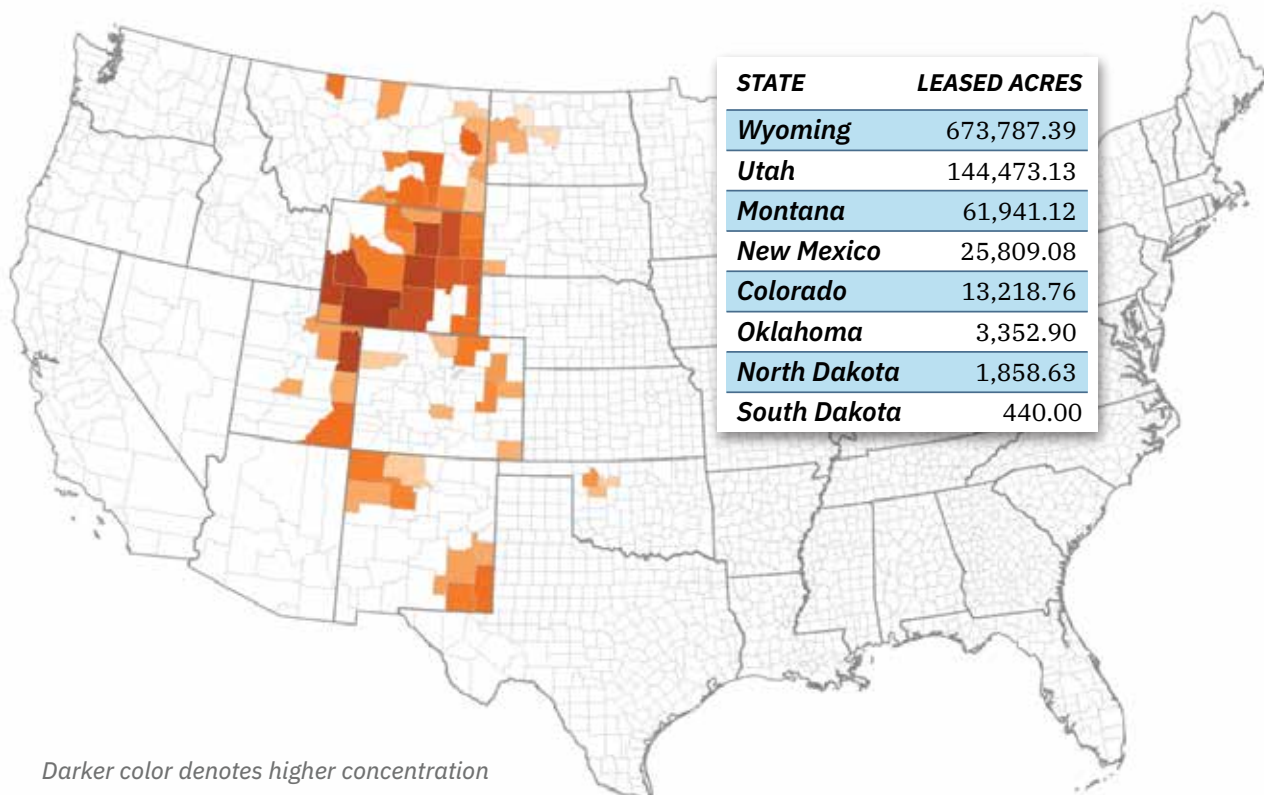 STATE LEASED ACRES
Wyoming 673,787.39
Utah 144,473.13
Montana 61,941.12
New Mexico 25,809.08
Colorado 13,218.76
Oklahoma 3,352.90
North Dakota 1,858.63
South Dakota 440.00
Darker color denotes higher concentration